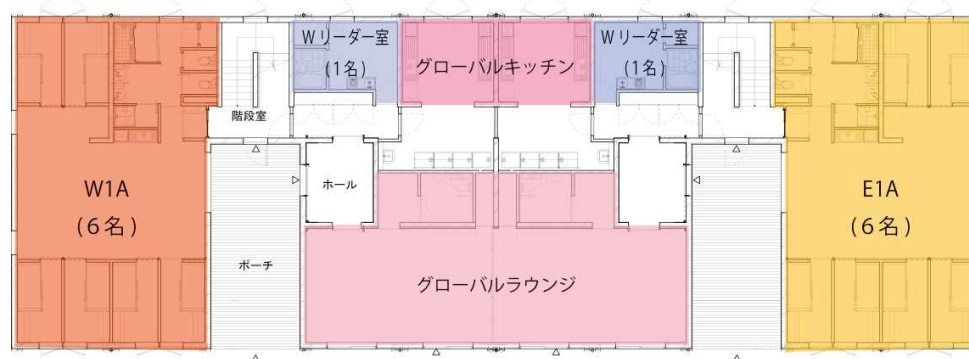 Ｗリーダー室
(1名)
グローバルキッチン
Ｗリーダー室
(1名)
階段室
W1A
(６名)
ホール
E1A
(６名)
ポーチ
グローバルラウンジ